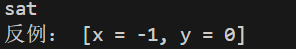 sat
反例： [x = -1, y = 0]